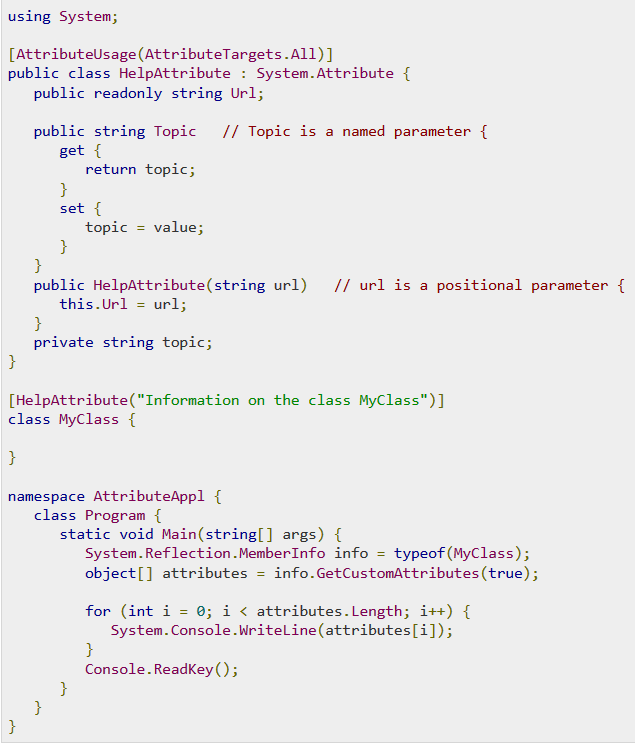 using System;

[AttributeUsage(AttributeTargets.All)]
public class HelpAttribute : System.Attribute {
   public readonly string Url;

   public string Topic   // Topic is a named parameter {
      get {
         return topic;
      }
      set {
         topic = value;
      }
   }
   public HelpAttribute(string url)   // url is a positional parameter {
      this.Url = url;
   }
   private string topic;
}

[HelpAttribute("Information on the class MyClass")]
class MyClass {

}

namespace AttributeAppl {
   class Program {
      static void Main(string[] args) {
         System.Reflection.MemberInfo info = typeof(MyClass);
         object[] attributes = info.GetCustomAttributes(true);

         for (int i = 0; i < attributes.Length; i++) {
            System.Console.WriteLine(attributes[i]);
         }
         Console.ReadKey();
      }
   }
}